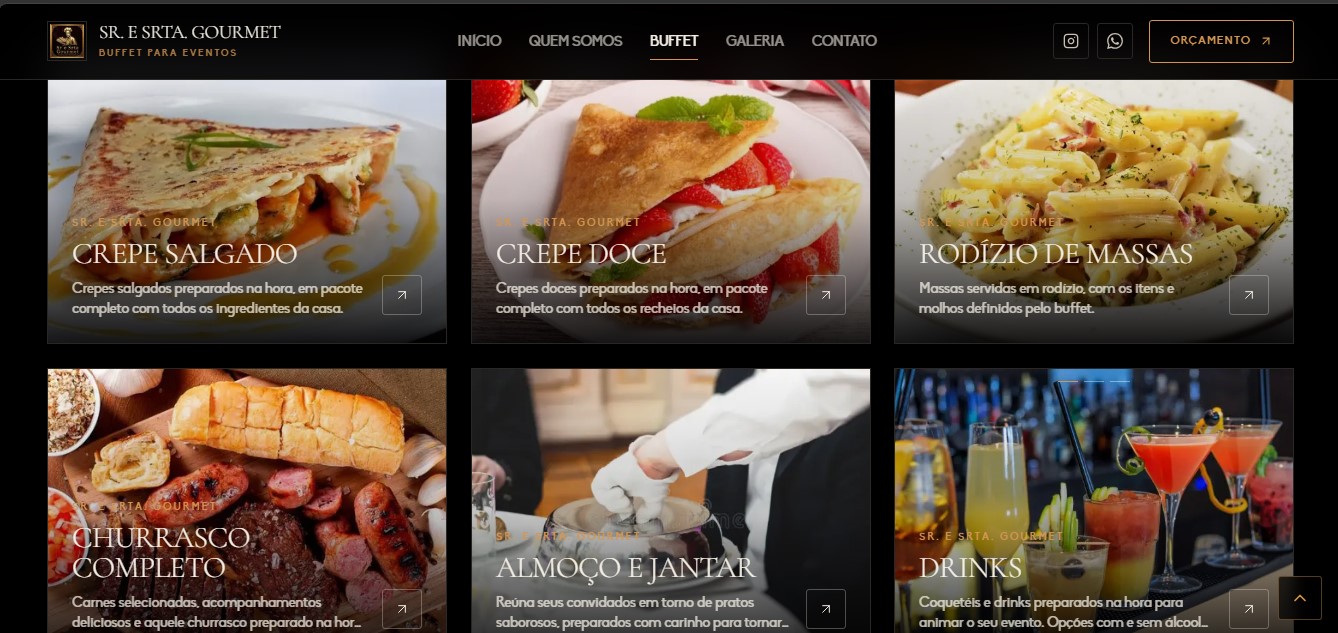 SR. E SRTA. GOURMET
BUFFET PARA EVENTOS
INÍCIO
QUEM SOMOS
BUFFET
GALERIA
CONTATO
ORÇAMENTO
SR. E SRTA. GOURMET
CREPE SALGADO
Crepes salgados preparados na hora, em pacote
completo com todos os ingredientes da casa.
SR. E SRTA. GOURMET
CREPE DOCE
Crepes doces preparados na hora, em pacote
completo com todos os recheios da casa.
SR. E SRTA. GOURMET
RODÍZIO DE MASSAS
Massas servidas em rodízio, com os itens e
molhos definidos pelo buffet.
SR. E SRTA. GOURMET
CHURRASCO
COMPLETO
Carnes selecionadas, acompanhamentos
deliciosos e aquele churrasco preparado na hor...
SR. E SRTA. GOURMET
ALMOÇO E JANTAR
Reúna seus convidados em torno de pratos
saborosos, preparados com carinho para tornar...
SR. E SRTA. GOURMET
DRINKS
Coquetéis e drinks preparados na hora para
animar o seu evento. Opções com e sem álcool...